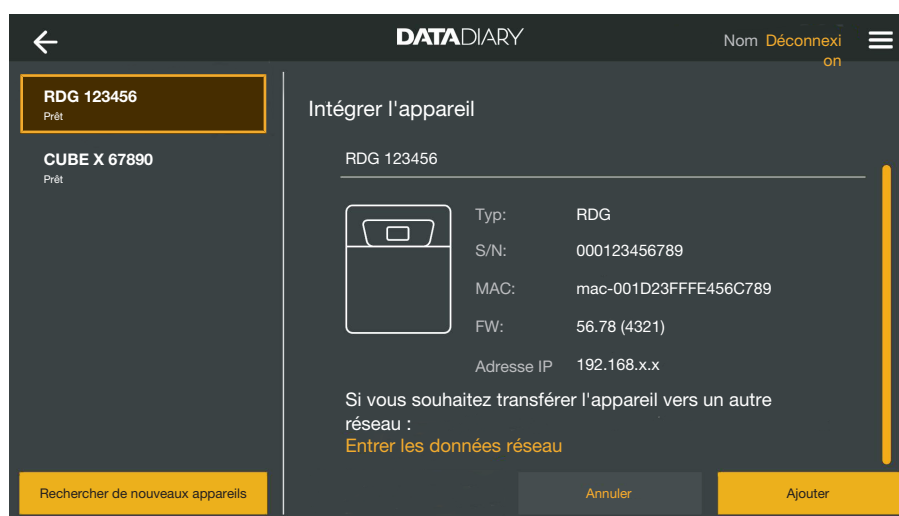 DATADIARY
Nom Déconnexi
on
RDG 123456
Prêt
CUBE X 67890
Prêt
Rechercher de nouveaux appareils
Intégrer l'appareil
RDG 123456
Typ: RDG
S/N: 000123456789
MAC: mac-001D23FFFE456C789
FW: 56.78 (4321)
Adresse IP 192.168.x.x
Si vous souhaitez transférer l'appareil vers un autre
réseau :
Entrer les données réseau
Annuler
Ajouter